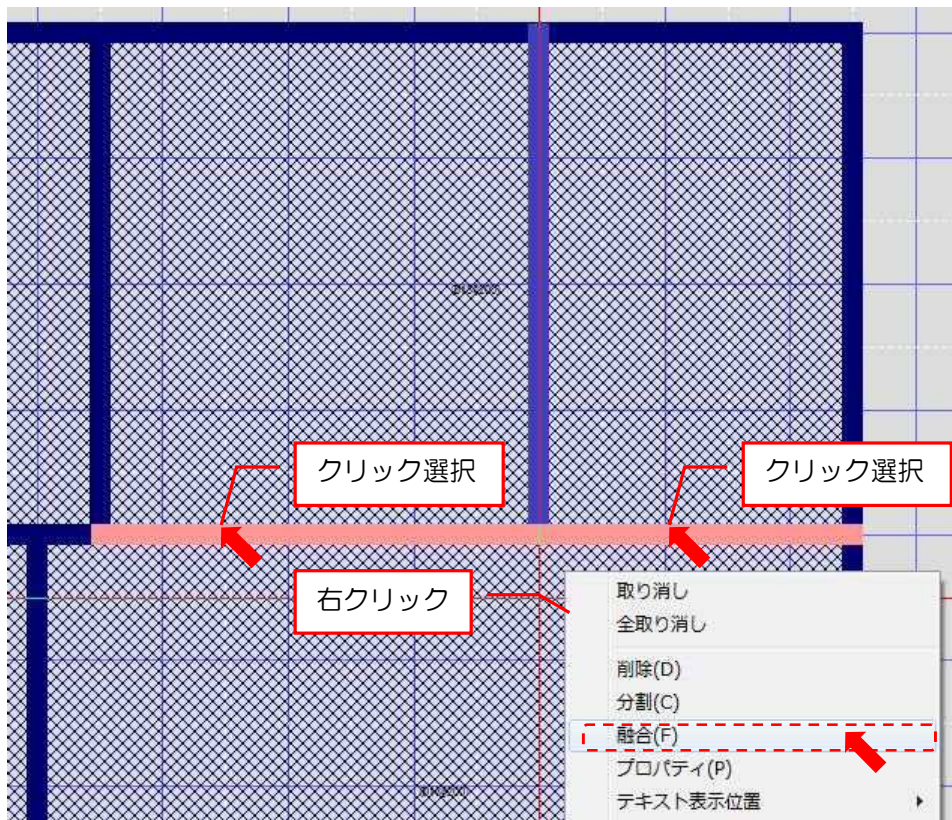 クリック選択
クリック選択
右クリック
取り消し
全取り消し
削除(D)
分割(C)
融合(F)
プロパティ(P)
テキスト表示位置